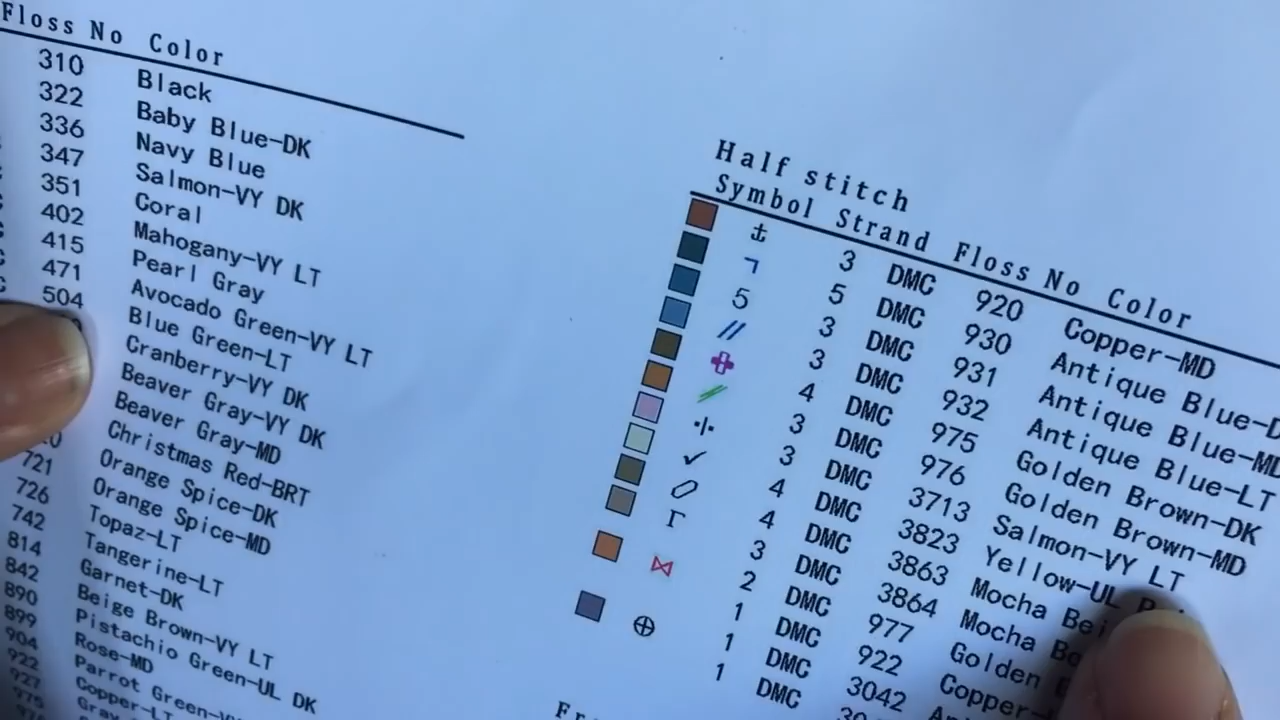 Floss No Color
310 Black
322 Baby Blue-DK
336 Navy Blue
347 Salmon-VY DK
351 Coral
402 Mahogany-VY LT
415 Pearl Gray
471 Avocado Green-VY LT
504 Blue Green-LT
Cranberry-VY DK
Beaver Gray-VY DK
Beaver Gray-MD
Christmas Red-BRT
Orange Spice-DK
721 Orange Spice-MD
726 Topaz-LT
742 Tangerine-LT
814 Garnet-DK
842 Beige Brown-VY LT
890 Pistachio Green-UL DK
899 Rose-MD
904 Parrot
922 Copper-LT
927
Half stitch
Symbol Strand Floss No Color
3 DMC 920 Copper-MD
5 5 DMC 930 Antique
3 DMC 931 Antique Blue-MD
3 DMC 932 Antique Blue-LT
4 DMC 975 Golden Brown-DK
3 DMC 976 Golden Brown-MD
3 DMC 3713 Salmon-VY LT
4 DMC 3823 Yellow-UL
4 DMC 3863 Mocha
3 DMC 3864 Mocha
2 DMC 977 Golden
1 DMC 922 Copper-
1 DMC 3042
1 DMC